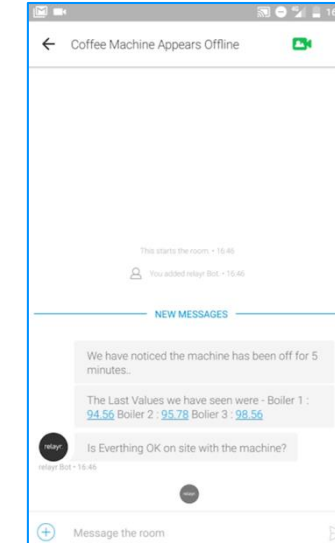 16
Coffee Machine Appears Offline
This starts the room • 16:46
You added relayr Bot • 16:46
NEW MESSAGES
We have noticed the machine has been off for 5
minutes..
The Last Values we have seen were - Boiler 1 :
94.56 Boiler 2 : 95.78 Bolier 3 : 98.56
relayr
Is Everthing OK on site with the machine?
relayr Bot • 16:46
Message the room